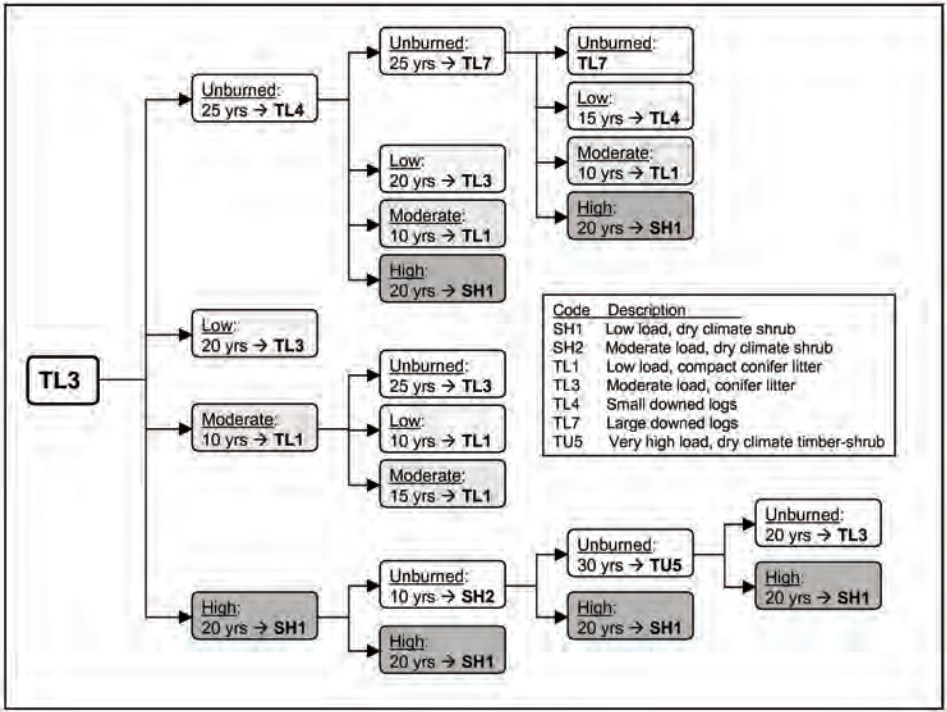 TL3
Unburned:
25 yrs → TL4
Low:
20 yrs → TL3
Moderate:
10 yrs → TL1
High:
20 yrs → SH1
Unburned:
25 yrs → TL7
Low:
20 yrs → TL3
Moderate:
10 yrs → TL1
High:
20 yrs → SH1
Unburned:
25 yrs → TL3
Low:
10 yrs → TL1
Moderate:
15 yrs → TL1
Unburned:
10 yrs → SH2
High:
20 yrs → SH1
Unburned:
TL7
Low:
15 yrs → TL4
Moderate:
10 yrs → TL1
High:
20 yrs → SH1
Code Description
SH1 Low load, dry climate shrub
SH2 Moderate load, dry climate shrub
TL1 Low load, compact conifer litter
TL3 Moderate load, conifer litter
TL4 Small downed logs
TL7 Large downed logs
TU5 Very high load, dry climate timber-shrub
Unburned:
30 yrs → TU5
High:
20 yrs → SH1
Unburned:
20 yrs → TL3
High:
20 yrs → SH1